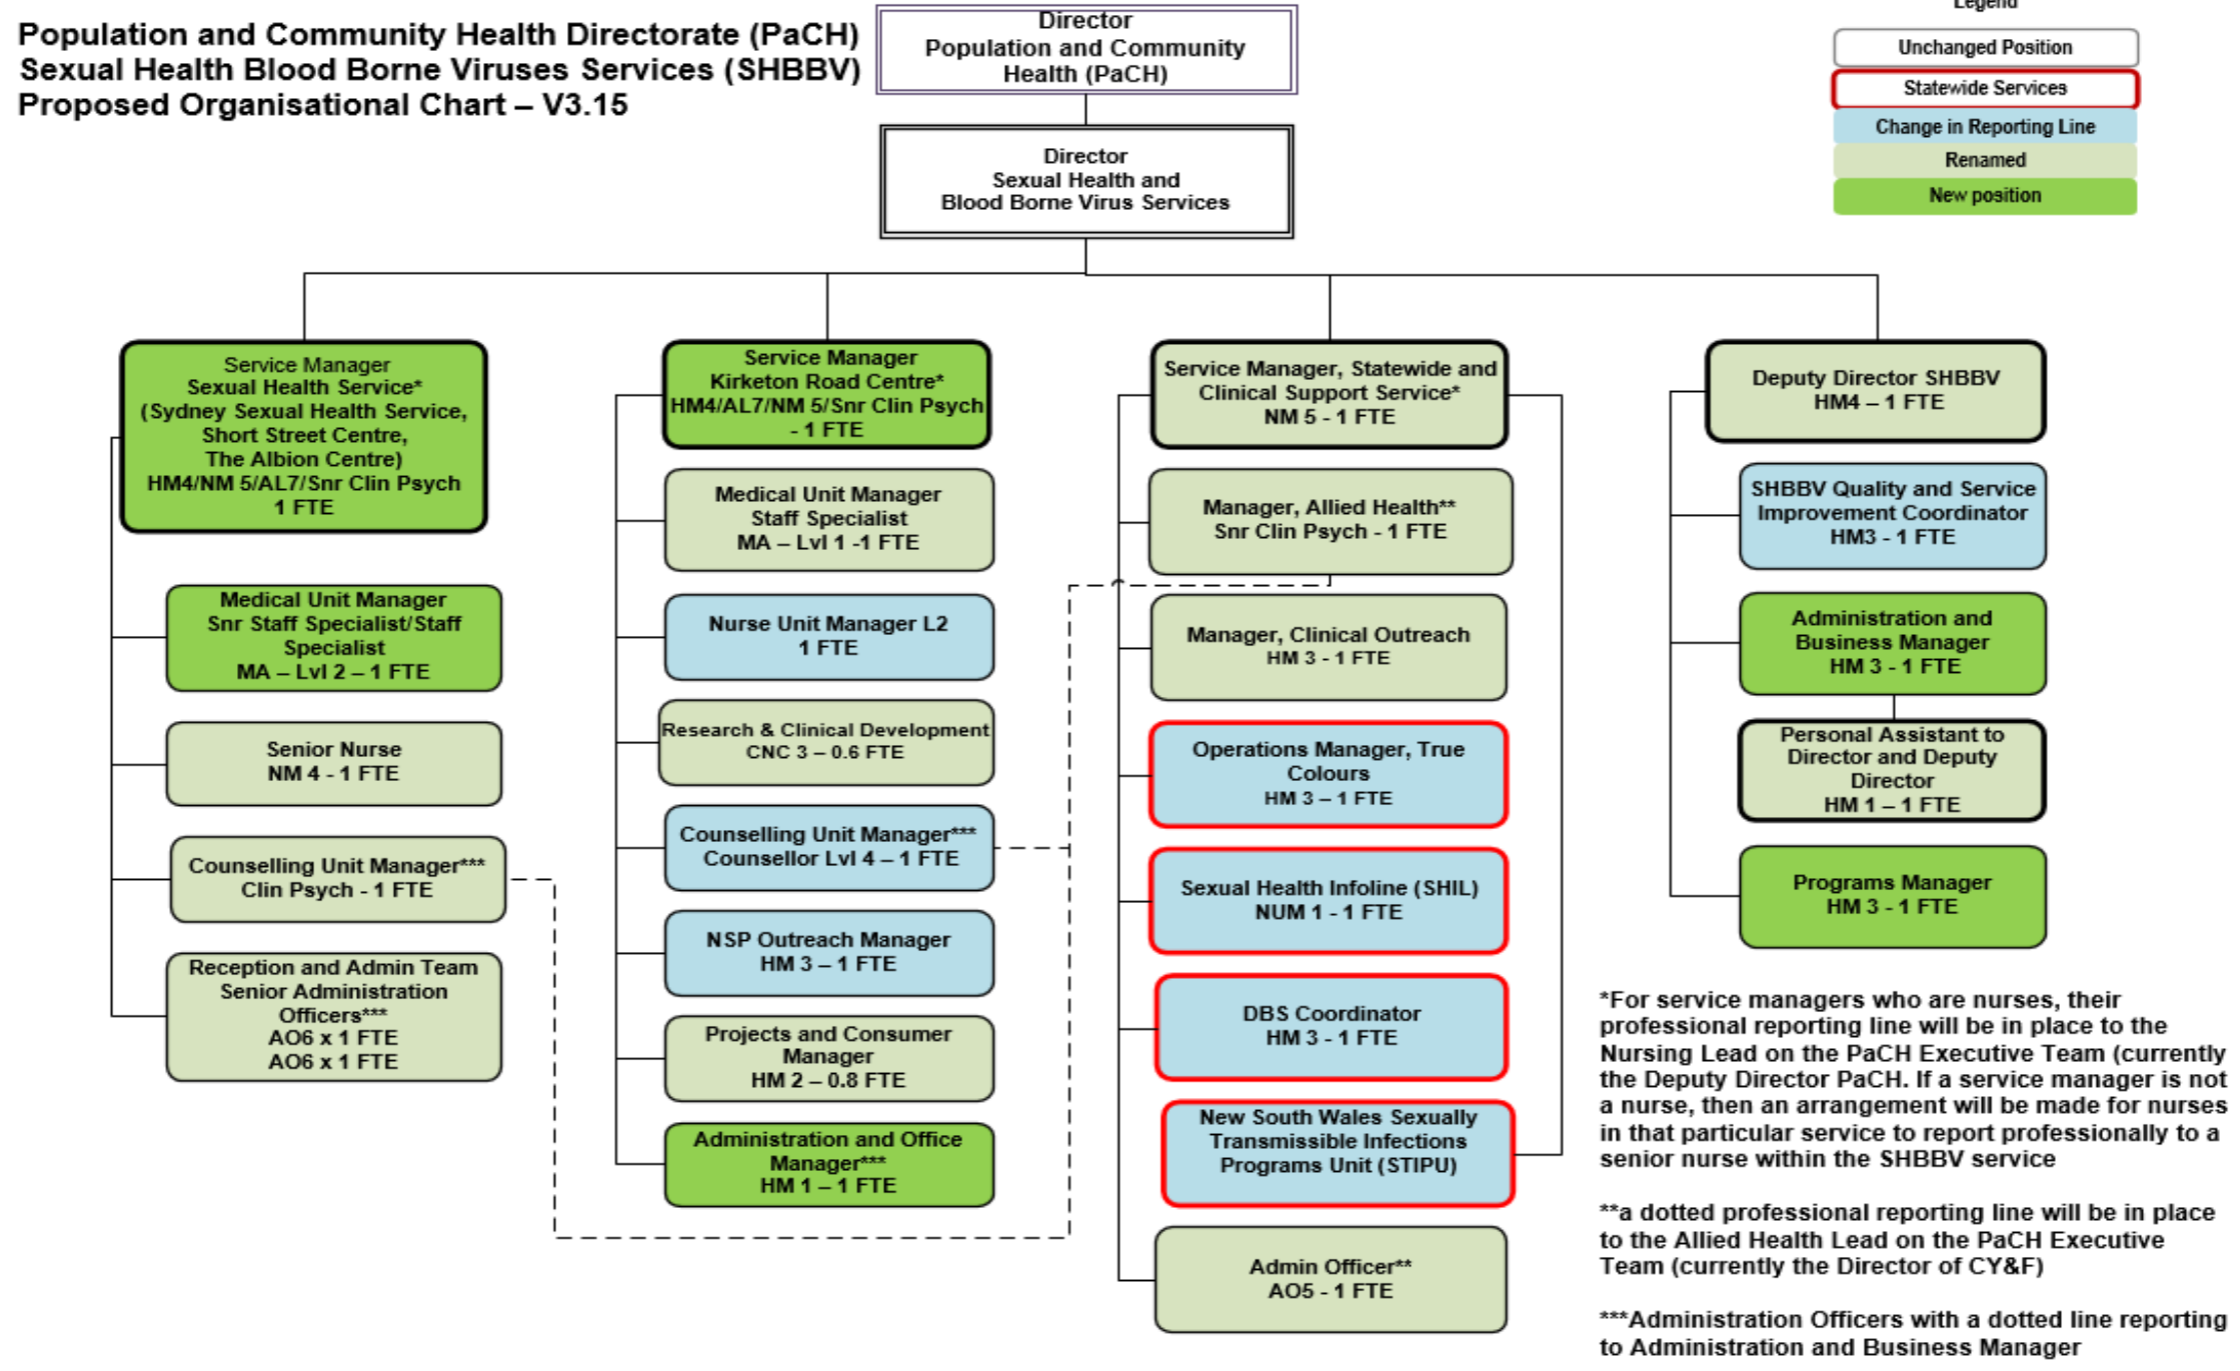 Population and Community Health Directorate (PaCH)
Sexual Health Blood Borne Viruses Services (SHBBV)
Proposed Organisational Chart – V3.15
Director
Population and Community
Health (PaCH)
Legend
Unchanged Position
Statewide Services
Change in Reporting Line
Renamed
New position
Director
Sexual Health and
Blood Borne Virus Services
Service Manager
Sexual Health Service*
(Sydney Sexual Health Service,
Short Street Centre,
The Albion Centre)
HM4/NM 5/AL7/Snr Clin Psych
1 FTE
Medical Unit Manager
Snr Staff Specialist/Staff
Specialist
MA – Lvl 2 – 1 FTE
Senior Nurse
NM 4 - 1 FTE
Counselling Unit Manager***
Clin Psych - 1 FTE
Reception and Admin Team
Senior Administration
Officers***
AO6 x 1 FTE
AO6 x 1 FTE
Service Manager
Kirketon Road Centre*
HM4/AL7/NM 5/Snr Clin Psych
- 1 FTE
Medical Unit Manager
Staff Specialist
MA – Lvl 1 -1 FTE
Nurse Unit Manager L2
1 FTE
Research & Clinical Development
CNC 3 – 0.6 FTE
Counselling Unit Manager***
Counsellor Lvl 4 – 1 FTE
NSP Outreach Manager
HM 3 – 1 FTE
Projects and Consumer
Manager
HM 2 – 0.8 FTE
Administration and Office
Manager***
HM 1 – 1 FTE
Service Manager, Statewide and
Clinical Support Service*
NM 5 - 1 FTE
Manager, Allied Health**
Snr Clin Psych - 1 FTE
Manager, Clinical Outreach
HM 3 - 1 FTE
Operations Manager, True
Colours
HM 3 – 1 FTE
Sexual Health Infoline (SHIL)
NUM 1 - 1 FTE
DBS Coordinator
HM 3 - 1 FTE
New South Wales Sexually
Transmissible Infections
Programs Unit (STIPU)
Admin Officer**
AO5 - 1 FTE
Deputy Director SHBBV
HM4 – 1 FTE
SHBBV Quality and Service
Improvement Coordinator
HM3 - 1 FTE
Administration and
Business Manager
HM 3 - 1 FTE
Personal Assistant to
Director and Deputy
Director
HM 1 – 1 FTE
Programs Manager
HM 3 - 1 FTE
*For service managers who are nurses, their
professional reporting line will be in place to the
Nursing Lead on the PaCH Executive Team (currently
the Deputy Director PaCH. If a service manager is not
a nurse, then an arrangement will be made for nurses
in that particular service to report professionally to a
senior nurse within the SHBBV service
**a dotted professional reporting line will be in place
to the Allied Health Lead on the PaCH Executive
Team (currently the Director of CY&F)
***Administration Officers with a dotted line reporting
to Administration and Business Manager